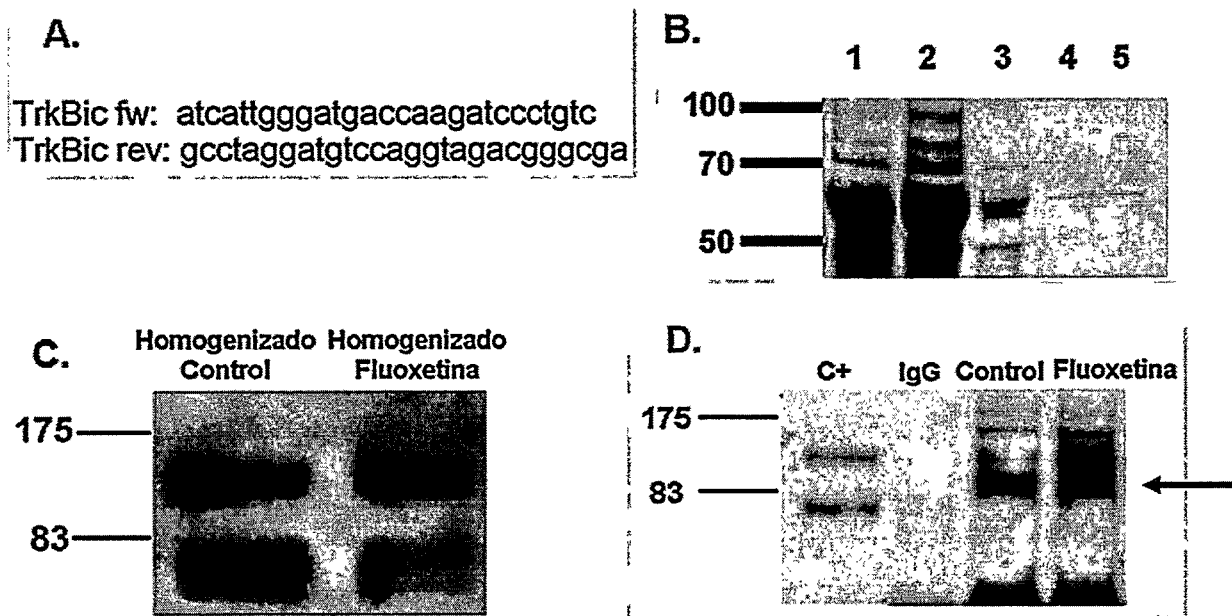 A.
TrkBic fw: atcattgggatgaccaagatccctgtc
TrkBic rev: gcctaggatgtccaggtagacgggcga
B.
1 2 3 4 5
100
70
50
C.
Homogenizado Homogenizado
Control Fluoxetina
175
83
D.
C+ IgG Control Fluoxetina
175
83